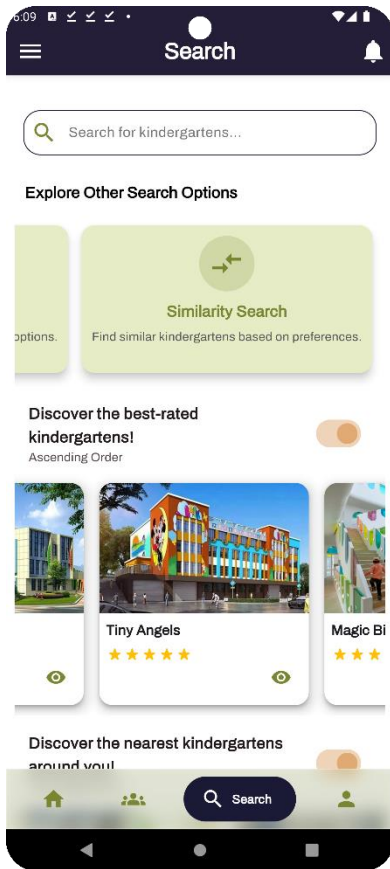 6:09
Search
Search for kindergartens...
Explore Other Search Options
options.
Similarity Search
Find similar kindergartens based on preferences.
Discover the best-rated
kindergartens!
Ascending Order
Tiny Angels
Magic Bi
Discover the nearest kindergartens
around you!
Search